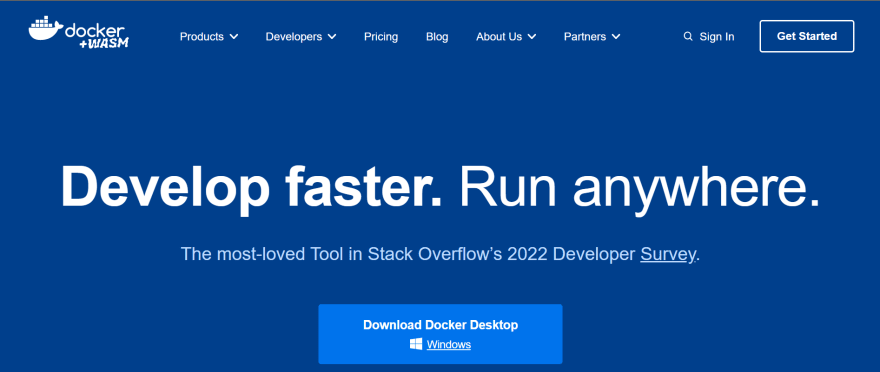 docker
+WASM
Products Developers Pricing Blog About Us Partners Sign In Get Started
Develop faster. Run anywhere.
The most-loved Tool in Stack Overflow’s 2022 Developer Survey.
Download Docker Desktop
Windows